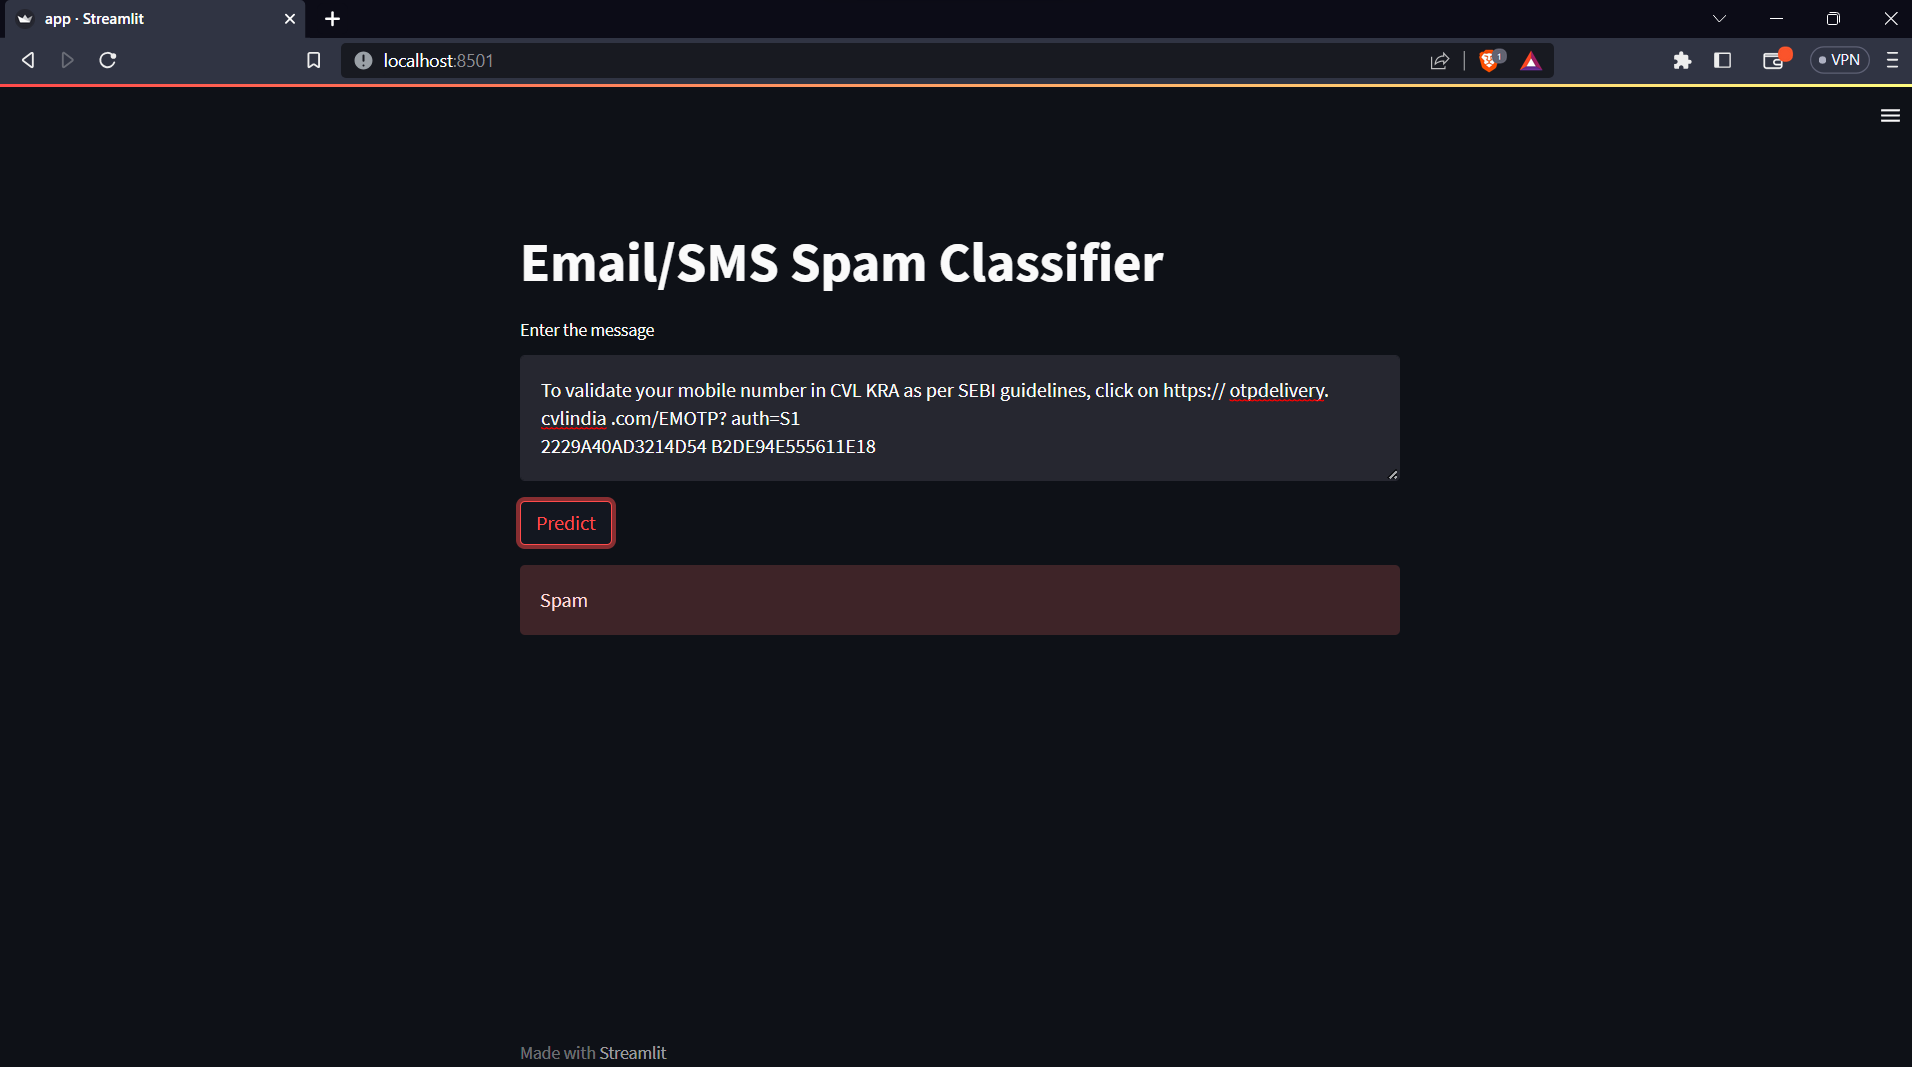 app · Streamlit
localhost:8501
1
VPN
Email/SMS Spam Classifier
Enter the message
To validate your mobile number in CVL KRA as per SEBI guidelines, click on https:// otpdelivery.
cvlindia .com/EMOTP? auth=S1
2229A40AD3214D54 B2DE94E555611E18
Predict
Spam
Made with Streamlit